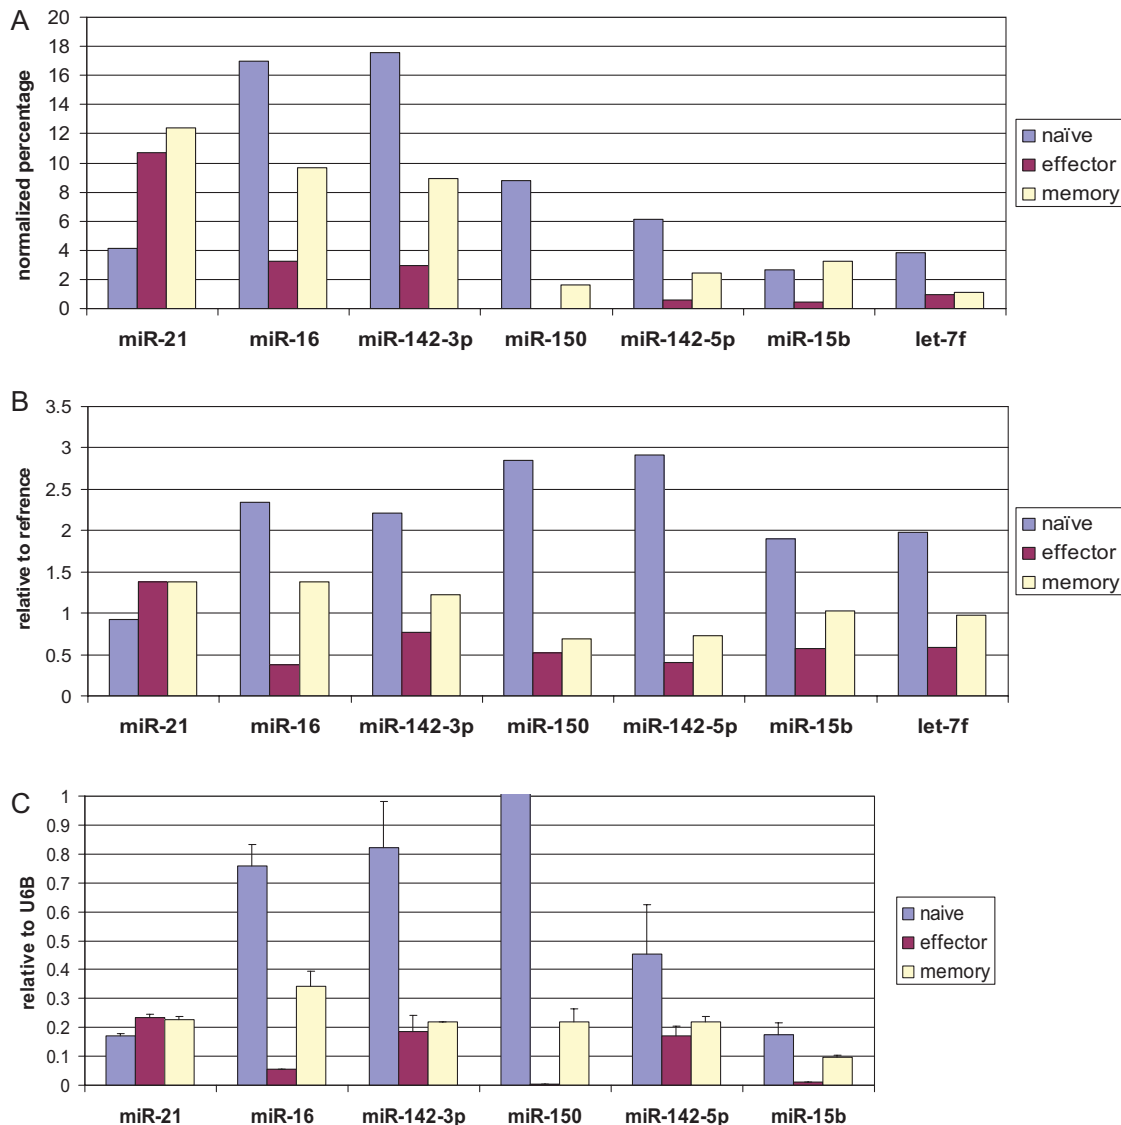 A
normalized percentage
20
18
16
14
12
10
8
6
4
2
0
miR-21 miR-16 miR-142-3p miR-150 miR-142-5p miR-15b let-7f
naïve
effector
memory
B
relative to refrence
3.5
3
2.5
2
1.5
1
0.5
0
miR-21 miR-16 miR-142-3p miR-150 miR-142-5p miR-15b let-7f
naïve
effector
memory
C
relative to U6B
1
0.9
0.8
0.7
0.6
0.5
0.4
0.3
0.2
0.1
0
miR-21 miR-16 miR-142-3p miR-150 miR-142-5p miR-15b
naive
effector
memory